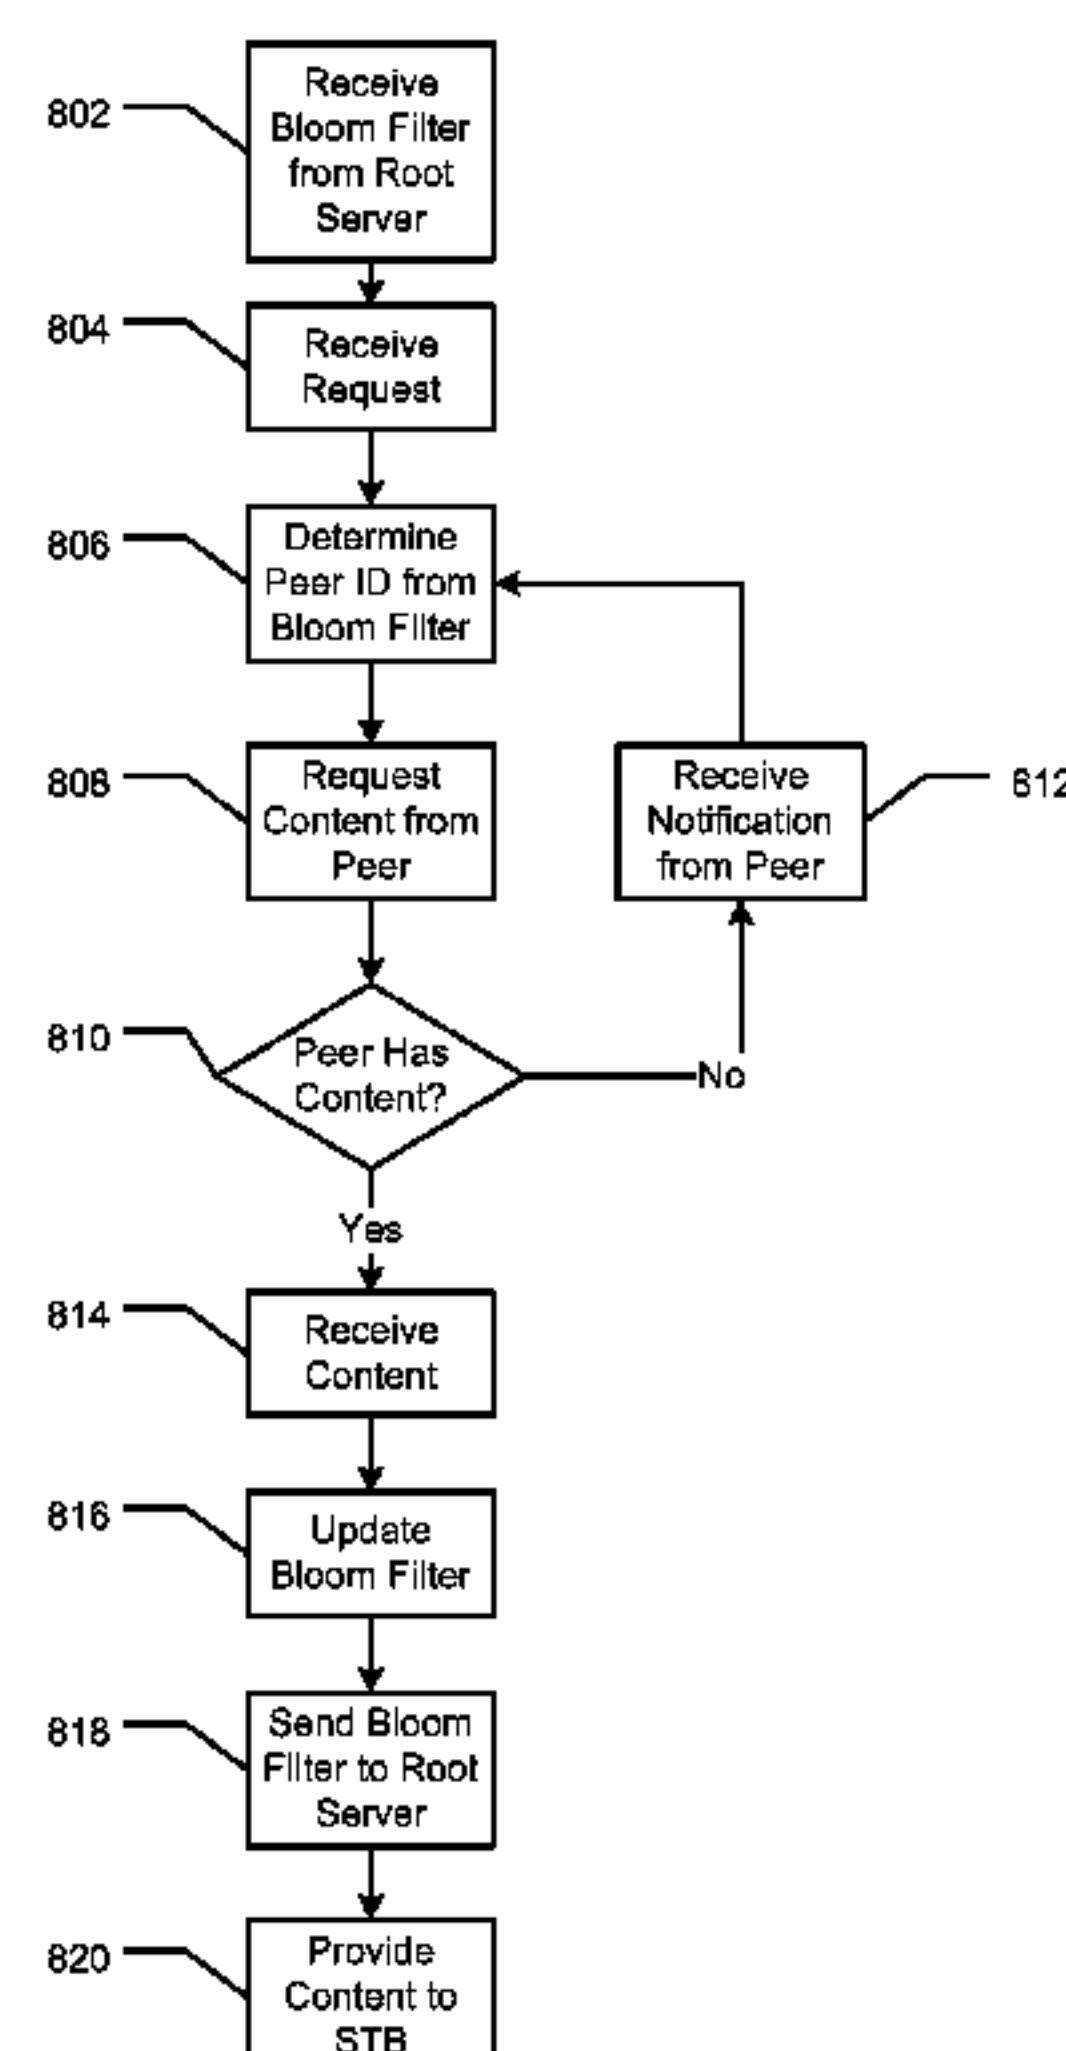 802
Receive
Bloom Filter
from Root
Server
804
Receive
Request
806
Determine
Peer ID from
Bloom Filter
808
Request
Content from
Peer
Receive
Notification
from Peer
812
810
Peer Has
Content?
No
Yes
814
Receive
Content
816
Update
Bloom Filter
818
Send Bloom
Filter to Root
Server
820
Provide
Content to
STB